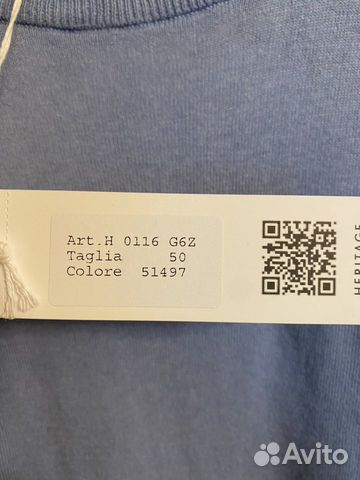 Art.H 0116 G6Z
Taglia 50
Colore 51497
HERITAGE
Avito